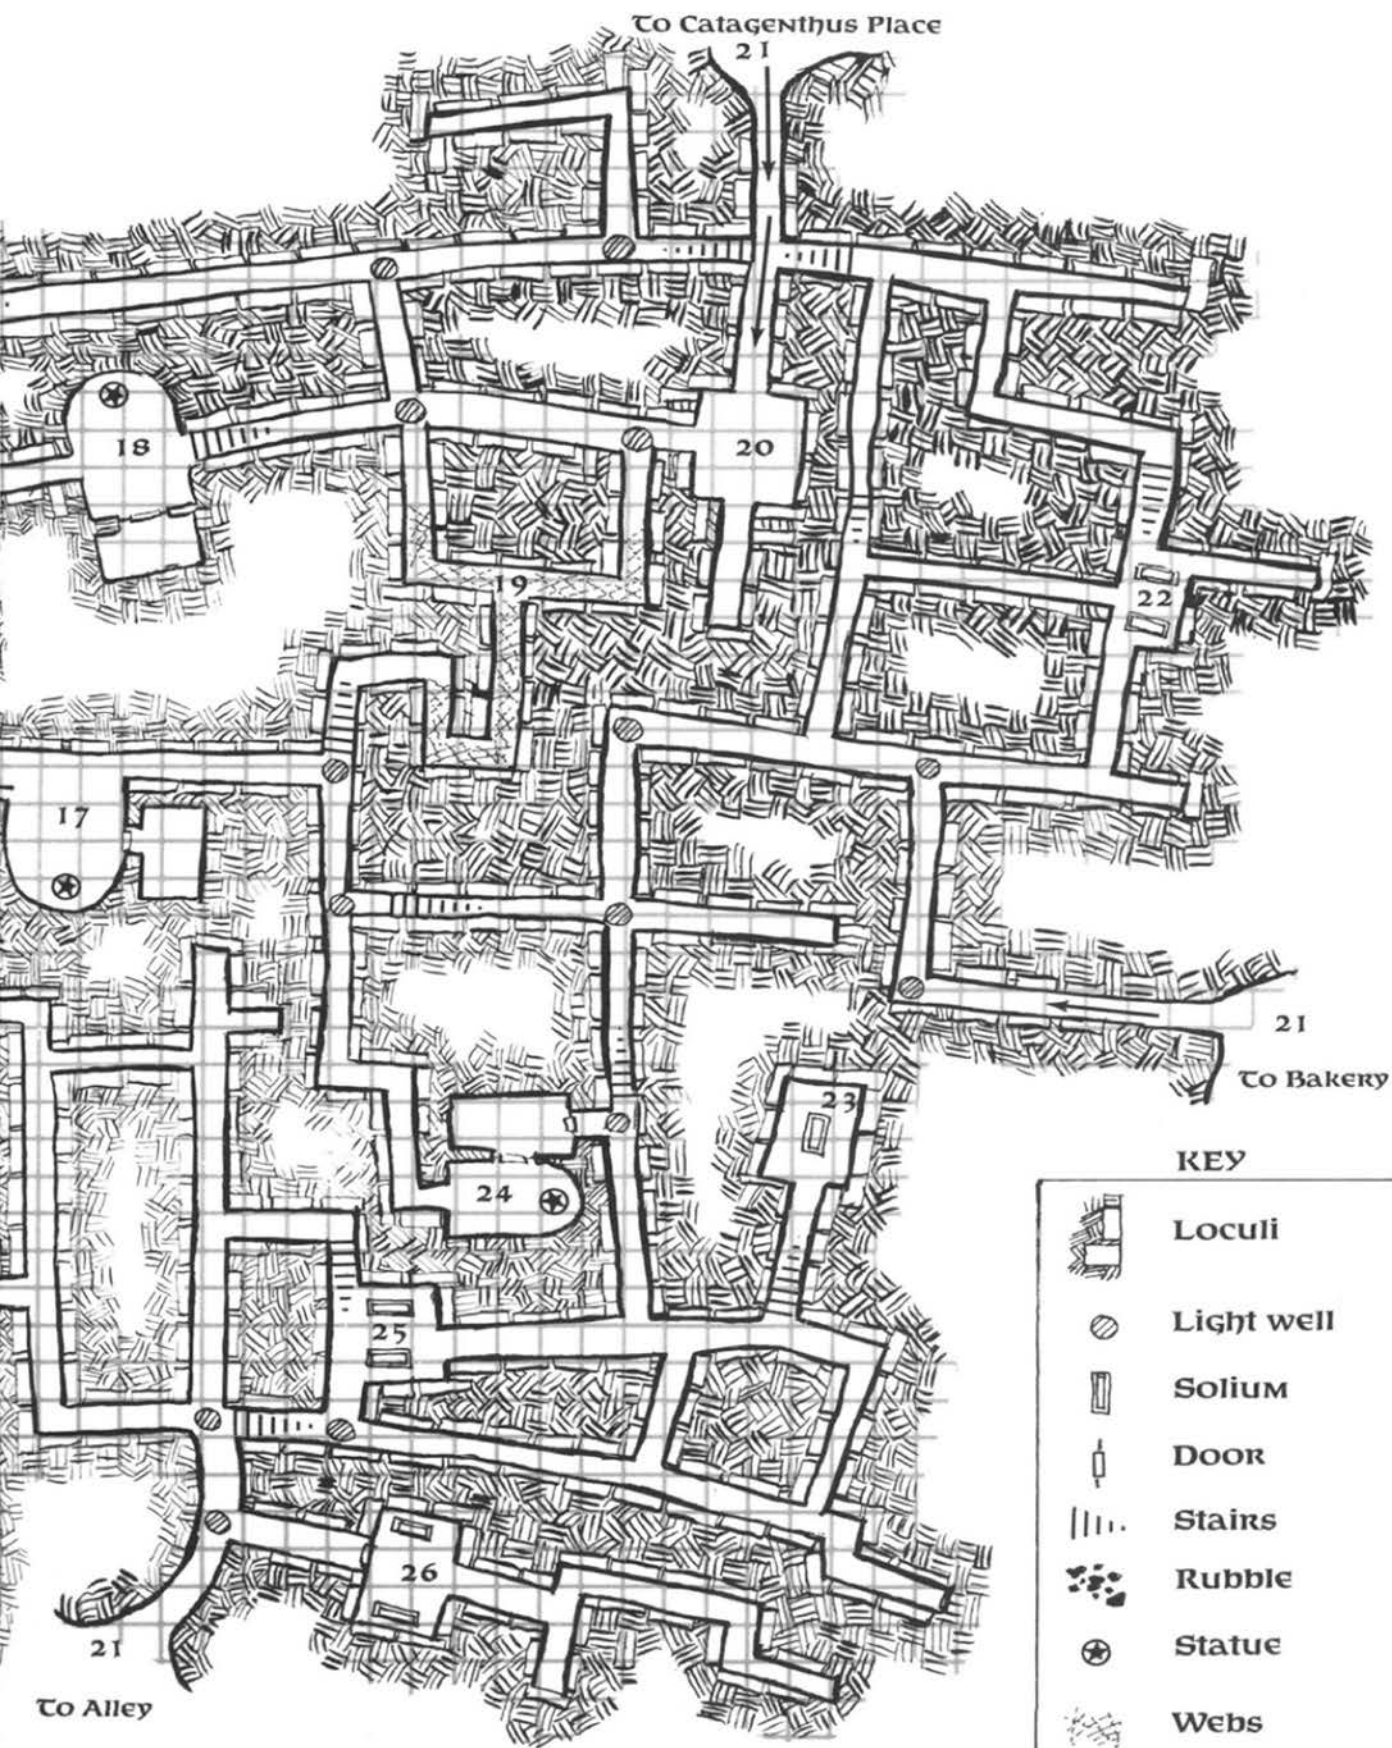 To Catagenthus Place
21
18
20
19
22
17
21
To Bakery
23
24
25
26
21
To Alley
KEY
Loculi
Light well
Solium
Door
Stairs
Rubble
Statue
Webs